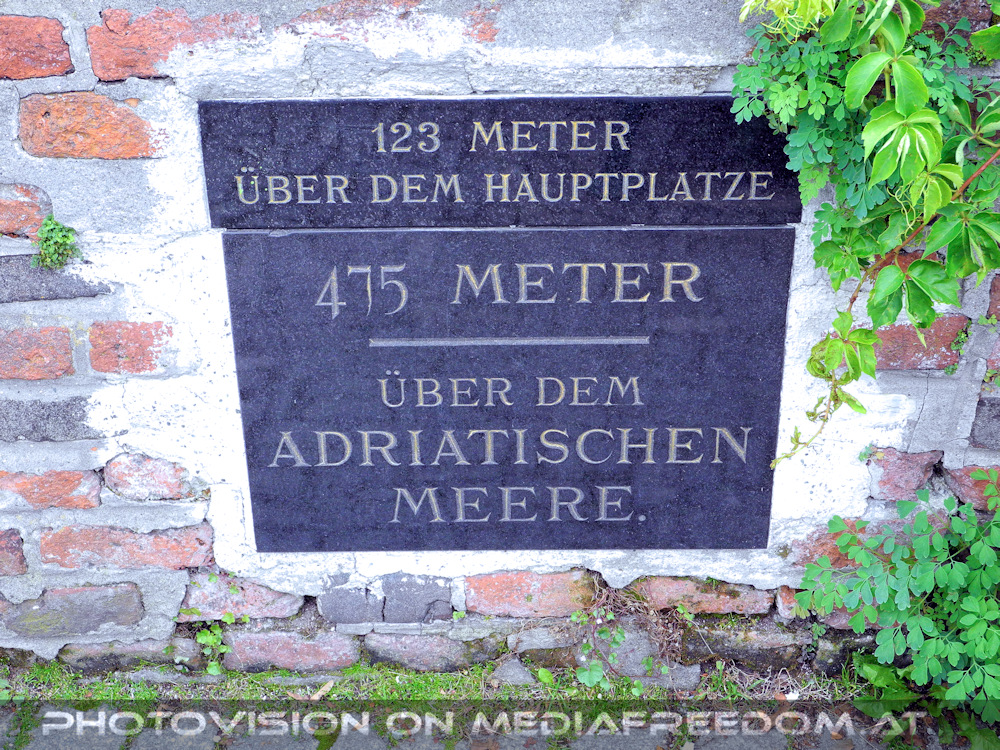 123 METER
ÜBER DEM HAUPTPLATZE
475 METER
ÜBER DEM
ADRIATISCHEN
MEERE.
PHOTOVISION ON MEDIAFREEDOM.AT